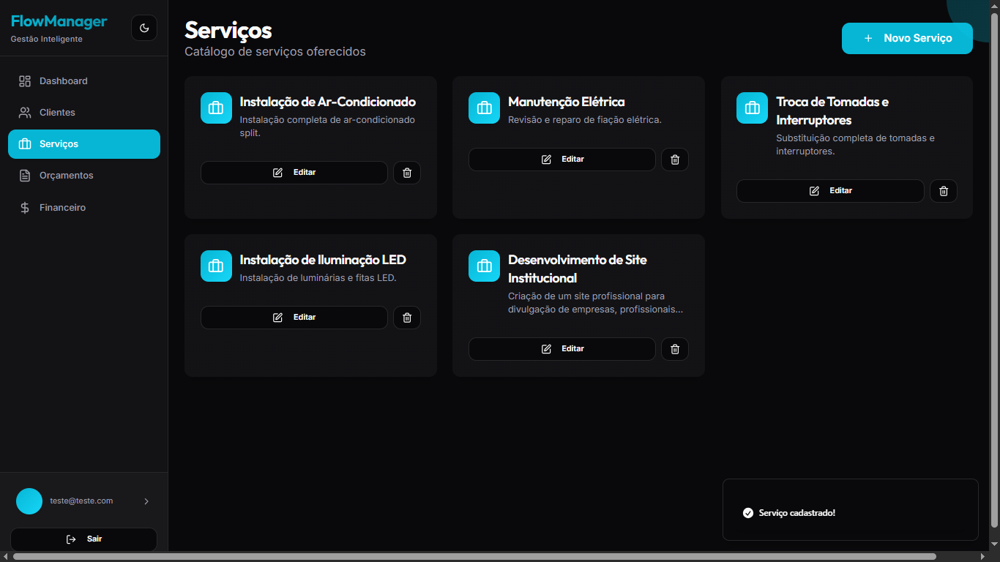 FlowManager
Gestão Inteligente
Dashboard
Clientes
Serviços
Orçamentos
Financeiro
teste@teste.com
Sair
Serviços
Catálogo de serviços oferecidos
Novo Serviço
Instalação de Ar-Condicionado
Instalação completa de ar-condicionado
split.
Editar
Manutenção Elétrica
Revisão e reparo de fiação elétrica.
Editar
Troca de Tomadas e
Interruptores
Substituição completa de tomadas e
interruptores.
Editar
Instalação de Iluminação LED
Instalação de luminárias e fitas LED.
Editar
Desenvolvimento de Site
Institucional
Criação de um site profissional para
divulgação de empresas, profissionais...
Editar
Serviço cadastrado!